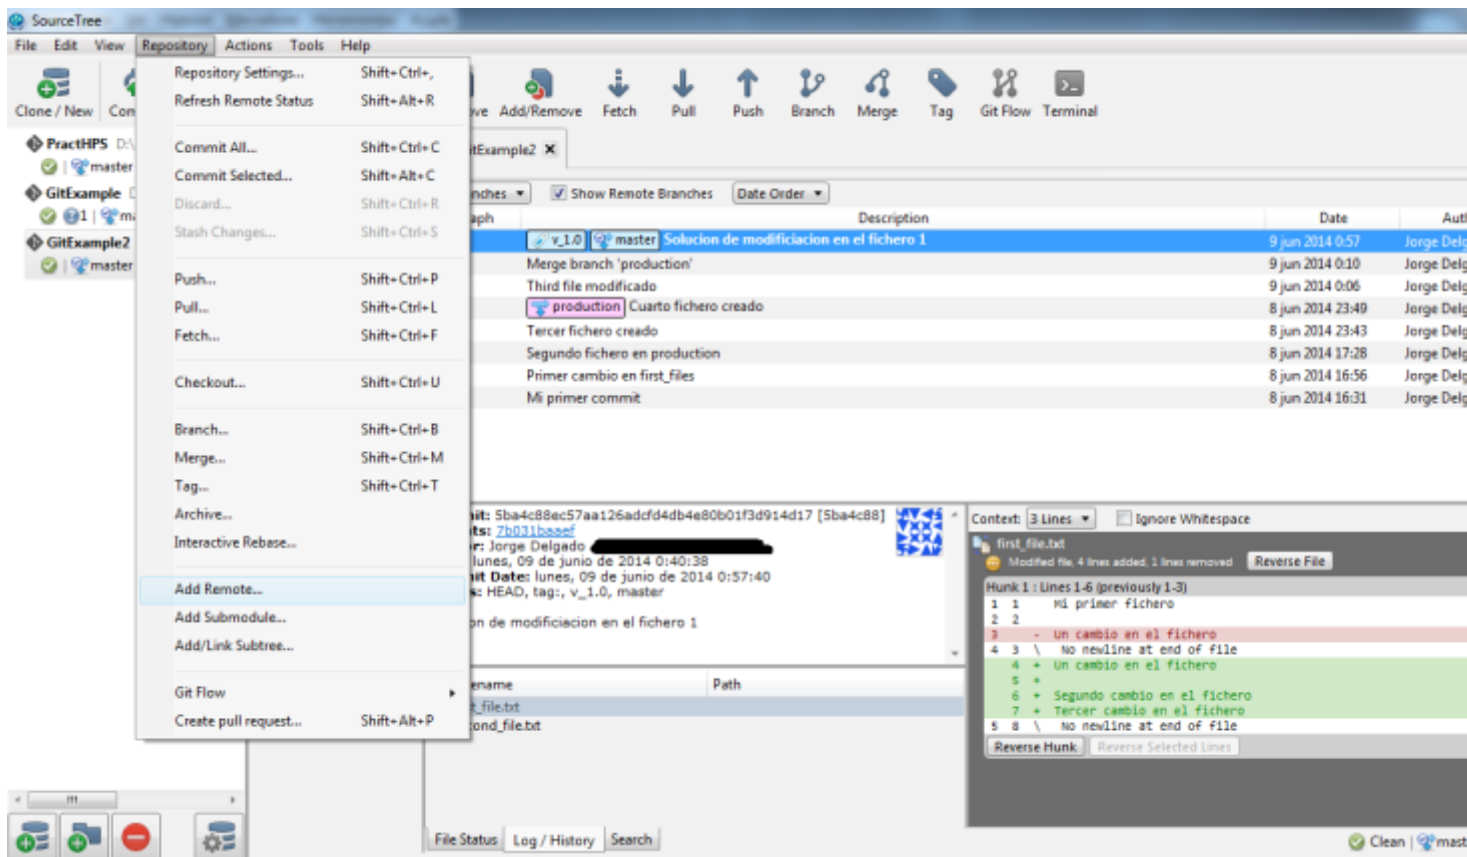 SourceTree
File Edit View Repository Actions Tools Help
Clone / New Add/Remove Fetch Pull Push Branch Merge Tag Git Flow Terminal
Repository Settings... Shift+Ctrl+,
Refresh Remote Status Shift+Alt+R
Commit All... Shift+Ctrl+C
Commit Selected... Shift+Alt+C
Discard... Shift+Ctrl+R
Stash Changes... Shift+Ctrl+S
Push... Shift+Ctrl+P
Pull... Shift+Ctrl+L
Fetch... Shift+Ctrl+F
Checkout... Shift+Ctrl+U
Branch... Shift+Ctrl+B
Merge... Shift+Ctrl+M
Tag... Shift+Ctrl+T
Archive...
Interactive Rebase...
Add Remote...
Add Submodule...
Add/Link Subtree...
Git Flow
Create pull request... Shift+Alt+P
PractHPS D:\
master
GitExample
1
GitExample2
master
itExample2
Show Remote Branches Date Order
Description Date
v_1.0 master Solucion de modificiacion en el fichero 1 9 jun 2014 0:57 Jorge Delg
Merge branch 'production' 9 jun 2014 0:10 Jorge Delg
Third file modificado 9 jun 2014 0:06 Jorge Delg
production Cuarto fichero creado 8 jun 2014 23:49 Jorge Delg
Tercer fichero creado 8 jun 2014 23:43 Jorge Delg
Segundo fichero en production 8 jun 2014 17:28 Jorge Delg
Primer cambio en first_files 8 jun 2014 16:56 Jorge Delg
Mi primer commit 8 jun 2014 16:31 Jorge Delg
5ba4c88ec57aa126adcfd4db4e80b01f3d914d17 [5ba4c88]
7b031baaef
Jorge Delgado
lunes, 09 de junio de 2014 0:40:38
it Date: lunes, 09 de junio de 2014 0:57:40
HEAD, tag:, v_1.0, master
on de modificiacion en el fichero 1
ename Path
t_file.txt
ond_file.txt
Context: 3 Lines Ignore Whitespace
first_file.txt
Modified file, 4 lines added, 1 lines removed Reverse File
Hunk 1 : Lines 1-6 (previously 1-3)
1 1 Mi primer fichero
2 2
3 - Un cambio en el fichero
4 3 \ No newline at end of file
4 + Un cambio en el fichero
5 +
6 + Segundo cambio en el fichero
7 + Tercer cambio en el fichero
5 8 \ No newline at end of file
Reverse Hunk Reverse Selected Lines
File Status Log / History Search
Clean | mast